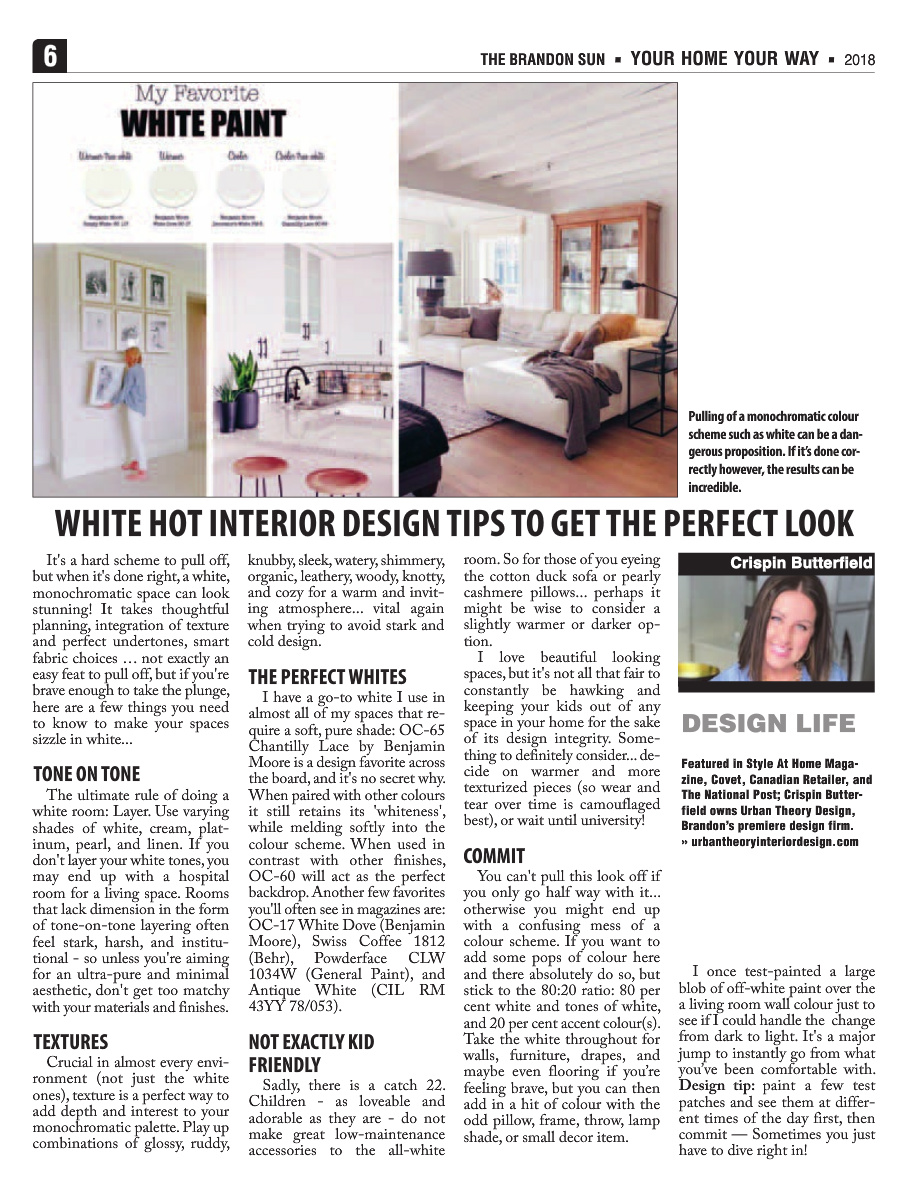 6
THE BRANDON SUN ▪ YOUR HOME YOUR WAY ▪ 2018
My Favorite
WHITE PAINT
Warmer True white
Warmer
Cooler
Cooler True white
Benjamin Moore
Benjamin Moore
Benjamin Moore
Benjamin Moore
Pulling of a monochromatic colour
scheme such as white can be a dan-
gerous proposition. If it's done cor-
rectly however, the results can be
incredible.
WHITE HOT INTERIOR DESIGN TIPS TO GET THE PERFECT LOOK
It's a hard scheme to pull off,
but when it's done right, a white,
monochromatic space can look
stunning! It takes thoughtful
planning, integration of texture
and perfect undertones, smart
fabric choices … not exactly an
easy feat to pull off, but if you're
brave enough to take the plunge,
here are a few things you need
to know to make your spaces
sizzle in white...
TONE ON TONE
The ultimate rule of doing a
white room: Layer. Use varying
shades of white, cream, plat-
inum, pearl, and linen. If you
don't layer your white tones, you
may end up with a hospital
room for a living space. Rooms
that lack dimension in the form
of tone-on-tone layering often
feel stark, harsh, and institu-
tional - so unless you're aiming
for an ultra-pure and minimal
aesthetic, don't get too matchy
with your materials and finishes.
TEXTURES
Crucial in almost every envi-
ronment (not just the white
ones), texture is a perfect way to
add depth and interest to your
monochromatic palette. Play up
combinations of glossy, ruddy,
knubby, sleek, watery, shimmery,
organic, leathery, woody, knotty,
and cozy for a warm and invit-
ing atmosphere... vital again
when trying to avoid stark and
cold design.
THE PERFECT WHITES
I have a go-to white I use in
almost all of my spaces that re-
quire a soft, pure shade: OC-65
Chantilly Lace by Benjamin
Moore is a design favorite across
the board, and it's no secret why.
When paired with other colours
it still retains its 'whiteness',
while melding softly into the
colour scheme. When used in
contrast with other finishes,
OC-60 will act as the perfect
backdrop. Another few favorites
you'll often see in magazines are:
OC-17 White Dove (Benjamin
Moore), Swiss Coffee 1812
(Behr), Powderface CLW
1034W (General Paint), and
Antique White (CIL RM
43YY 78/053).
NOT EXACTLY KID
FRIENDLY
Sadly, there is a catch 22.
Children - as loveable and
adorable as they are - do not
make great low-maintenance
accessories to the all-white
room. So for those of you eyeing
the cotton duck sofa or pearly
cashmere pillows... perhaps it
might be wise to consider a
slightly warmer or darker op-
tion.
I love beautiful looking
spaces, but it's not all that fair to
constantly be hawking and
keeping your kids out of any
space in your home for the sake
of its design integrity. Some-
thing to definitely consider... de-
cide on warmer and more
texturized pieces (so wear and
tear over time is camouflaged
best), or wait until university!
COMMIT
You can't pull this look off if
you only go half way with it...
otherwise you might end up
with a confusing mess of a
colour scheme. If you want to
add some pops of colour here
and there absolutely do so, but
stick to the 80:20 ratio: 80 per
cent white and tones of white,
and 20 per cent accent colour(s).
Take the white throughout for
walls, furniture, drapes, and
maybe even flooring if you're
feeling brave, but you can then
add in a hit of colour with the
odd pillow, frame, throw, lamp
shade, or small decor item.
Crispin Butterfield
DESIGN LIFE
Featured in Style At Home Maga-
zine, Covet, Canadian Retailer, and
The National Post; Crispin Butter-
field owns Urban Theory Design,
Brandon's premiere design firm.
» urbantheoryinteriordesign.com
I once test-painted a large
blob of off-white paint over the
a living room wall colour just to
see if I could handle the change
from dark to light. It's a major
jump to instantly go from what
you've been comfortable with.
Design tip: paint a few test
patches and see them at differ-
ent times of the day first, then
commit — Sometimes you just
have to dive right in!